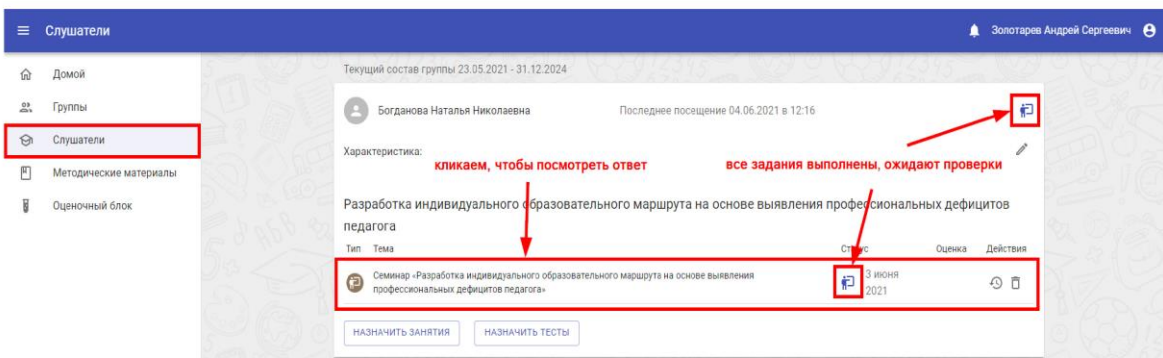 Слушатели
Золотарев Андрей Сергеевич
Домой
Группы
Слушатели
Методические материалы
Оценочный блок
Текущий состав группы 23.05.2021 - 31.12.2024
Богданова Наталья Николаевна
Последнее посещение 04.06.2021 в 12:16
Характеристика:
кликаем, чтобы посмотреть ответ
все задания выполнены, ожидают проверки
Разработка индивидуального образовательного маршрута на основе выявления профессиональных дефицитов
педагога
Тип Тема Статус Оценка Действия
Семинар «Разработка индивидуального образовательного маршрута на основе выявления
профессиональных дефицитов педагога»
3 июня
2021
НАЗНАЧИТЬ ЗАНЯТИЯ
НАЗНАЧИТЬ ТЕСТЫ